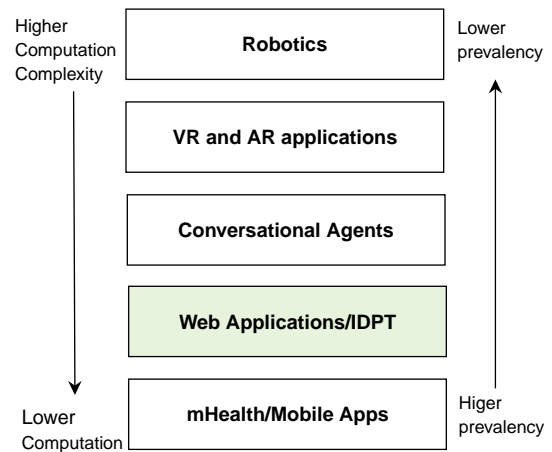 Higher
Computation
Complexity
Robotics
Lower
prevalency
VR and AR applications
Conversational Agents
Web Applications/IDPT
mHealth/Mobile Apps
Lower
Computation
Higer
prevalency